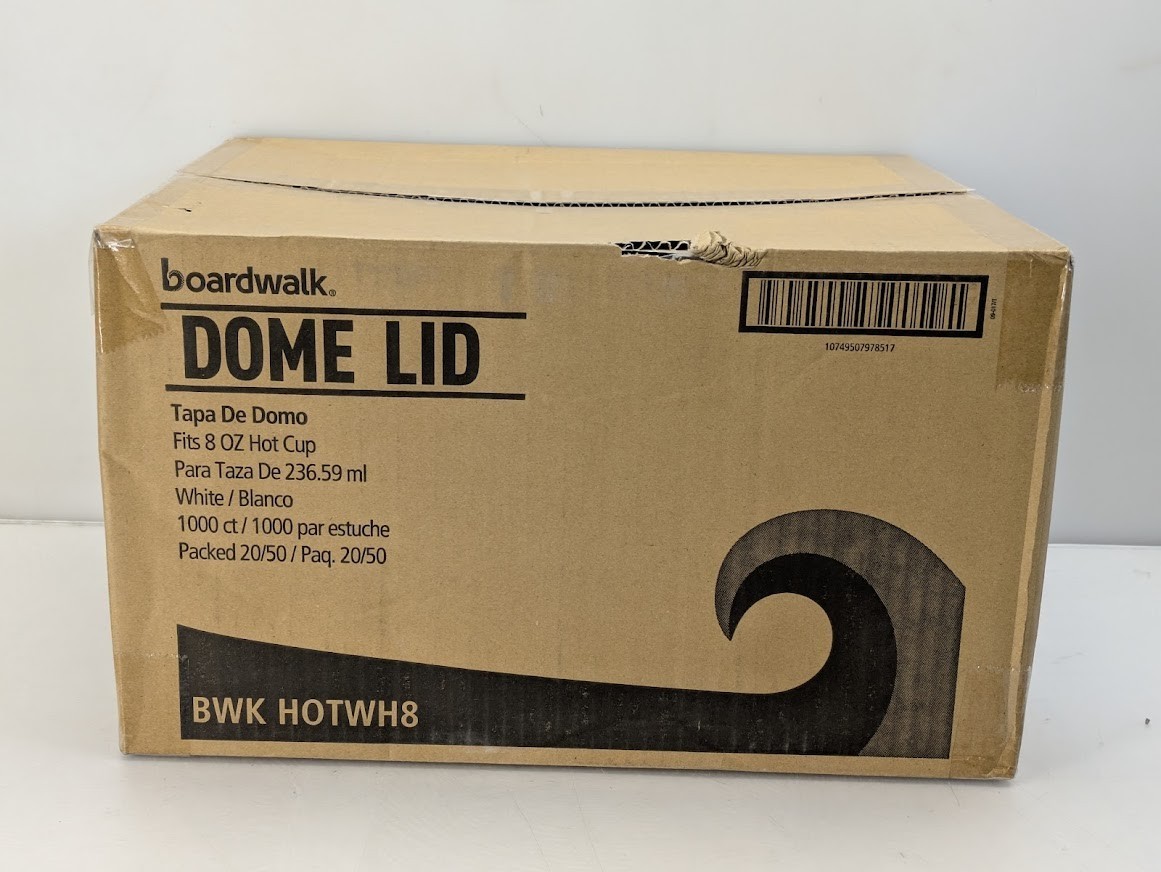 boardwalk®
DOME LID
Tapa De Domo
Fits 8 OZ Hot Cup
Para Taza De 236.59 ml
White / Blanco
1000 ct / 1000 par estuche
Packed 20/50 / Paq. 20/50
10749507978517
BWK HOTWH8